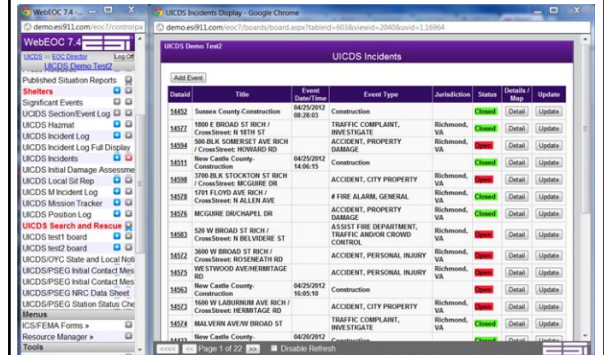 WebEOC 7.4 -...
demo.esi911.com/eoc7/controlpa
WebEOC 7.4
UICDS as EOC Director Log Off
UICDS Demo Test2
Published Situation Reports
Shelters
Significant Events
UCIDS Section/Event Log
UICDS Hazmat
UICDS Incident Log
UICDS Incident Log Full Display
UICDS Incidents
UICDS Initial Damage Assessme
UICDS Local Sit Rep
UICDS M Incident Log
UICDS Mission Tracker
UICDS Position Log
UICDS Search and Rescue
UICDS test1 board
UICDS test2 board
UICDS/OYC State and Local Noti
UICDS/PSEG Initial Contact Mes
UICDS/PSEG Initial Contact Mes
UICDS/PSEG NRC Data Sheet
UICDS/PSEG Station Status Che
Menus
ICS/FEMA Forms »
Resource Manager »
Tools
UICDS Incidents Display - Google Chrome
demo.esi911.com/eoc7/boards/board.aspx?tableid=603&viewid=2040&uvid=1.16964
UICDS Demo Test2
UICDS Incidents
Add Event
Dataid Title Event Date/Time Event Type Jurisdiction Status Details / Map Update
14452 Sussex County-Construction 04/25/2012 08:28:03 Construction Closed Detail Update
14577 1800 E BROAD ST RICH / CrossStreet: N 18TH ST TRAFFIC COMPLAINT, INVESTIGATE Richmond, VA Closed Detail Update
14594 500-BLK SOMERSET AVE RICH / CrossStreet: HOWARD RD ACCIDENT, PROPERTY DAMAGE Richmond, VA Open Detail Update
14511 New Castle County-Construction 04/25/2012 14:06:15 Construction Closed Detail Update
14598 3700-BLK STOCKTON ST RICH / CrossStreet: MCGUIRE DR ACCIDENT, CITY PROPERTY Richmond, VA Open Detail Update
14578 1701 FLOYD AVE RICH / CrossStreet: N ALLEN AVE # FIRE ALARM, GENERAL Richmond, VA Closed Detail Update
14576 MCGUIRE DR/CHAPEL DR ACCIDENT, PROPERTY DAMAGE Richmond, VA Closed Detail Update
14583 520 W BROAD ST RICH / CrossStreet: N BELVIDERE ST ASSIST FIRE DEPARTMENT, TRAFFIC AND/OR CROWD CONTROL Richmond, VA Open Detail Update
14572 3600 W BROAD ST RICH / CrossStreet: ROSENEATH RD ACCIDENT, PERSONAL INJURY Richmond, VA Open Detail Update
14575 WESTWOOD AVE/HERMITAGE RD ACCIDENT, PERSONAL INJURY Richmond, VA Open Detail Update
14563 New Castle County-Construction 04/25/2012 16:05:10 Construction Open Detail Update
14573 1600 W LABURNUM AVE RICH / CrossStreet: HERMITAGE RD ACCIDENT, CITY PROPERTY Richmond, VA Open Detail Update
14574 MALVERN AVE/W BROAD ST TRAFFIC COMPLAINT, INVESTIGATE Richmond, VA Closed Detail Update
New Castle County- 04/20/2012
<<<< << Page 1 of 22 >> Disable Refresh